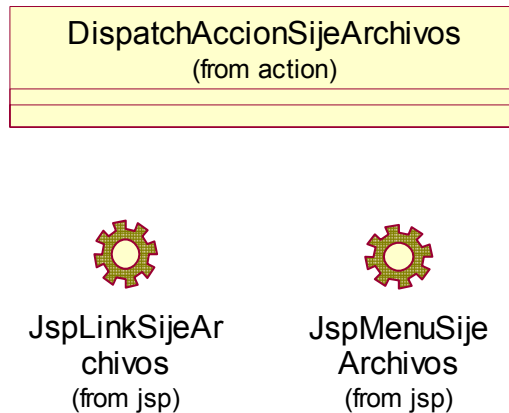 DispatchAccionSijeArchivos
(from action)
JspLinkSijeAr
chivos
(from jsp)
JspMenuSije
Archivos
(from jsp)